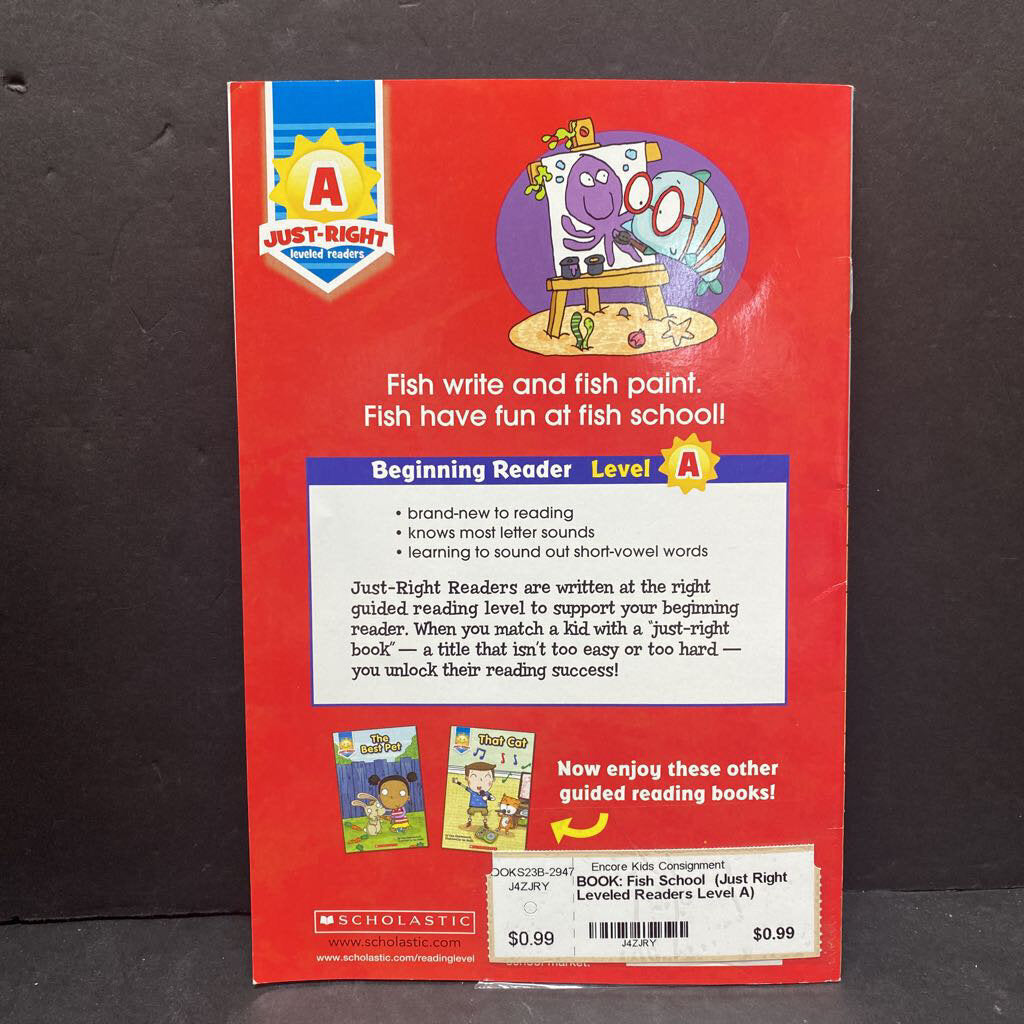 A
JUST-RIGHT
leveled readers
Fish write and fish paint.
Fish have fun at fish school!
Beginning Reader Level A
• brand-new to reading
• knows most letter sounds
• learning to sound out short-vowel words
Just-Right Readers are written at the right
guided reading level to support your beginning
reader. When you match a kid with a "just-right
book" — a title that isn't too easy or too hard —
you unlock their reading success!
The
Best Pet
That Cat
Now enjoy these other
guided reading books!
SCHOLASTIC
www.scholastic.com
www.scholastic.com/readinglevel
OOKS23B-2947
J4ZJRY
$0.99
Encore Kids Consignment
BOOK: Fish School (Just Right
Leveled Readers Level A)
J4ZJRY
$0.99